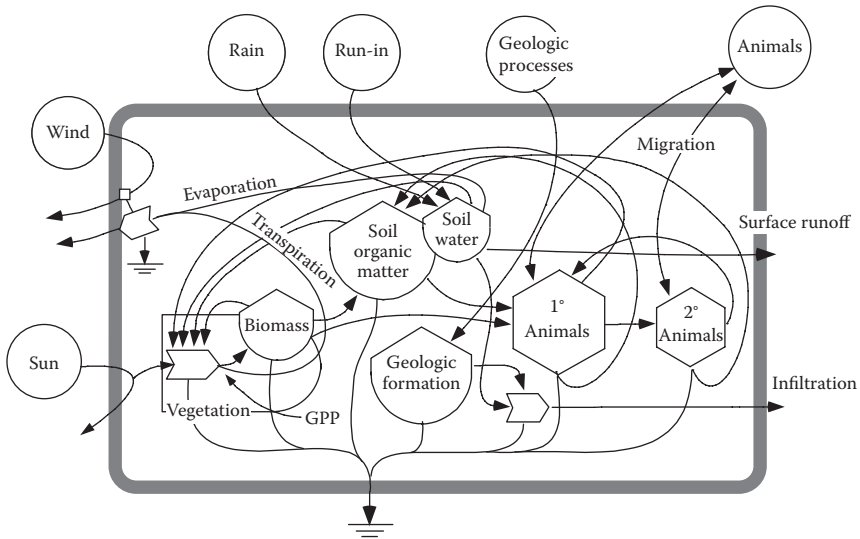 Rain
Run-in
Geologic
processes
Animals
Wind
Migration
Evaporation
Transpiration
Soil
organic
matter
Soil
water
Surface runoff
Biomass
1°
Animals
2°
Animals
Sun
Geologic
formation
Infiltration
Vegetation
GPP